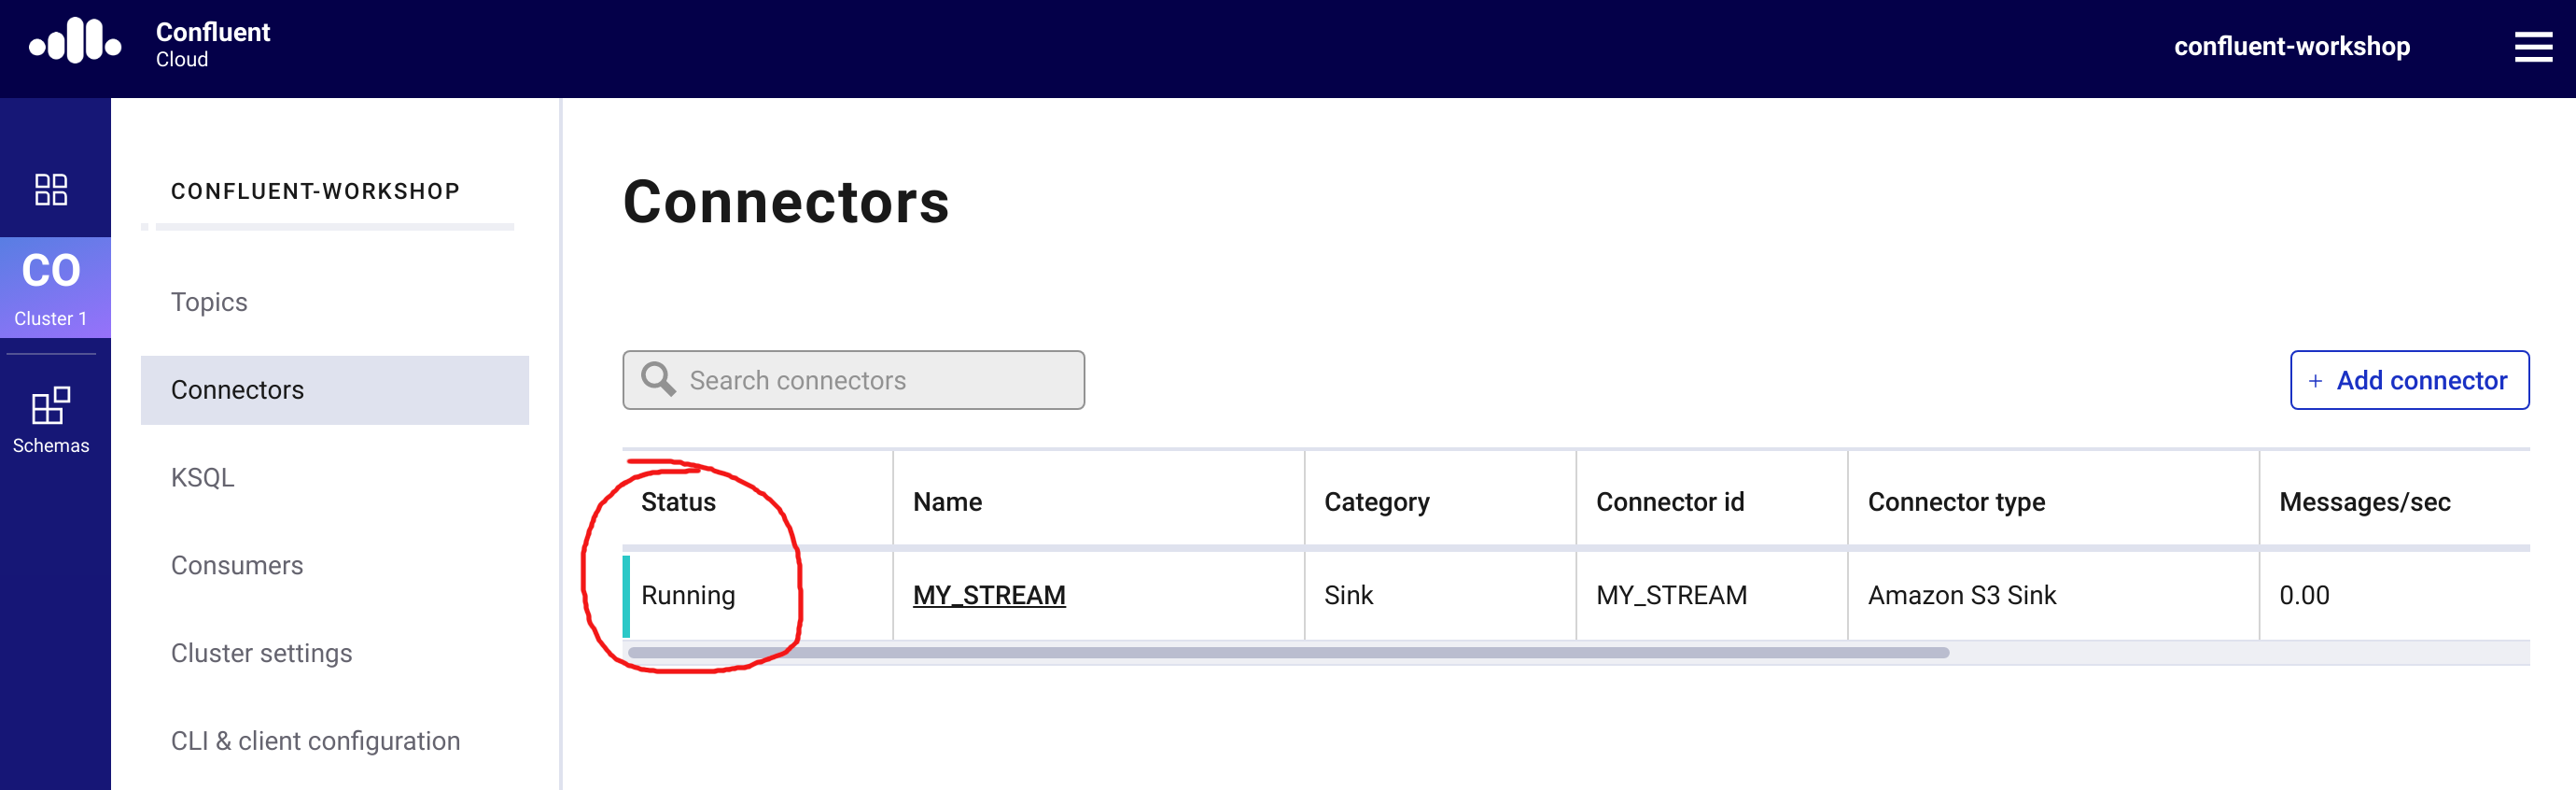 Confluent
Cloud
confluent-workshop
CO
Cluster 1
Schemas
CONFLUENT-WORKSHOP
Topics
Connectors
KSQL
Consumers
Cluster settings
CLI & client configuration
Connectors
Search connectors
+ Add connector
Status Name Category Connector id Connector type Messages/sec
Running MY_STREAM Sink MY_STREAM Amazon S3 Sink 0.00